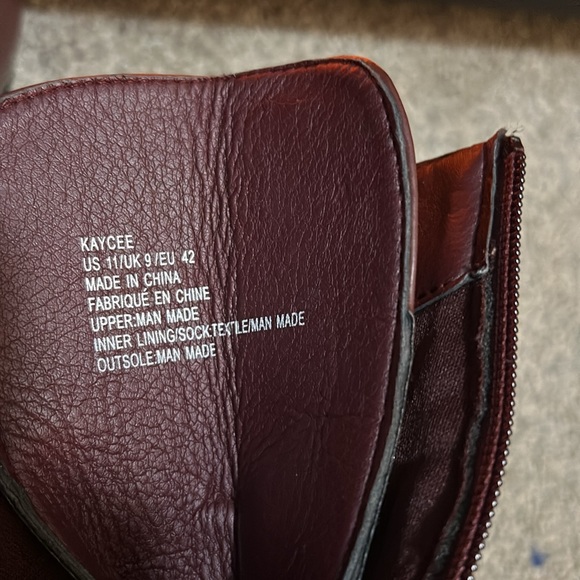 KAYCEE
US 11/UK 9/EU 42
MADE IN CHINA
FABRIQUÉ EN CHINE
UPPER:MAN MADE
INNER LINING/SOCK:TEXTILE/MAN MADE
OUTSOLE:MAN MADE